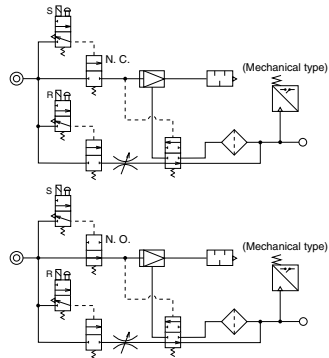 S
N. C.
(Mechanical type)
R
S
N. O.
(Mechanical type)
R